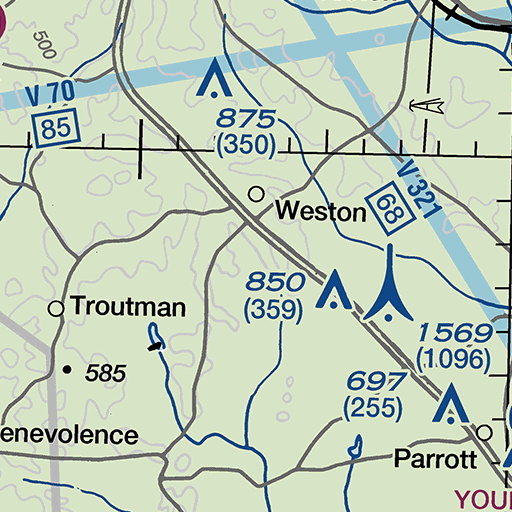 500
V 70
85
875
(350)
V 321
68
Weston
850
(359)
Troutman
1569
(1096)
585
697
(255)
enevolence
Parrott
YOU